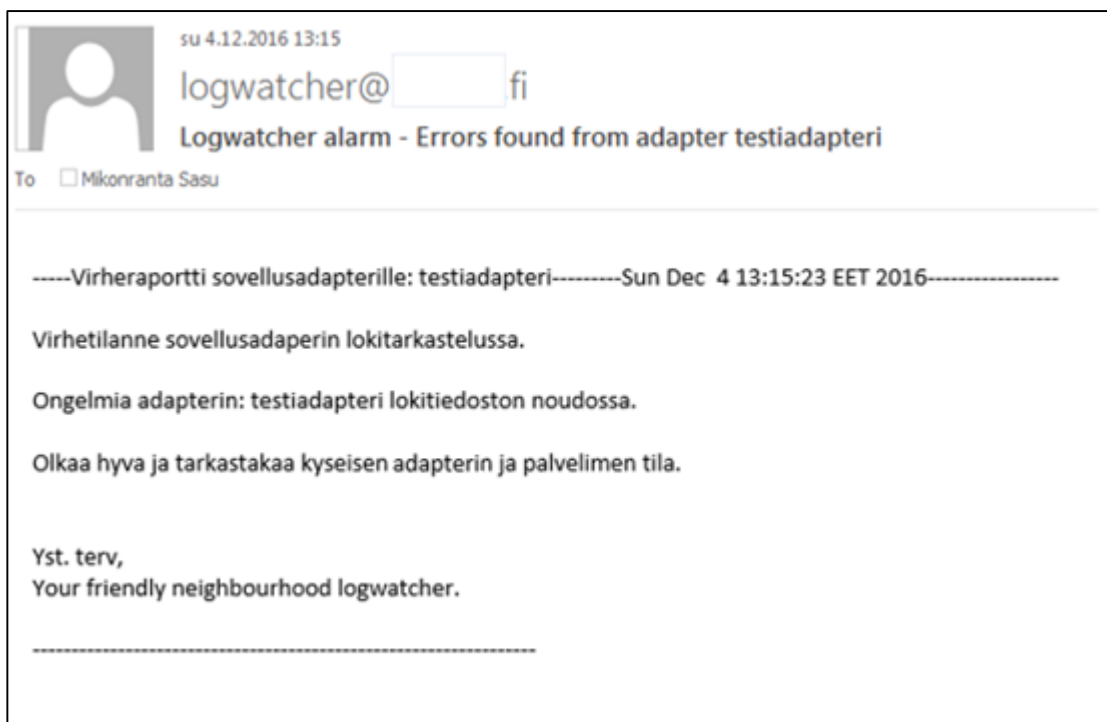 su 4.12.2016 13:15
logwatcher@ fi
Logwatcher alarm - Errors found from adapter testiadapteri
To Mikonranta Sasu
-----Virheraportti sovellusadapterille: testiadapteri---------Sun Dec  4 13:15:23 EET 2016-----------------
Virhetilanne sovellusadaperin lokitarkastelussa.
Ongelmia adapterin: testiadapteri lokitiedoston noudossa.
Olkaa hyva ja tarkastakaa kyseisen adapterin ja palvelimen tila.
Yst. terv,
Your friendly neighbourhood logwatcher.
-----------------------------------------------------------------